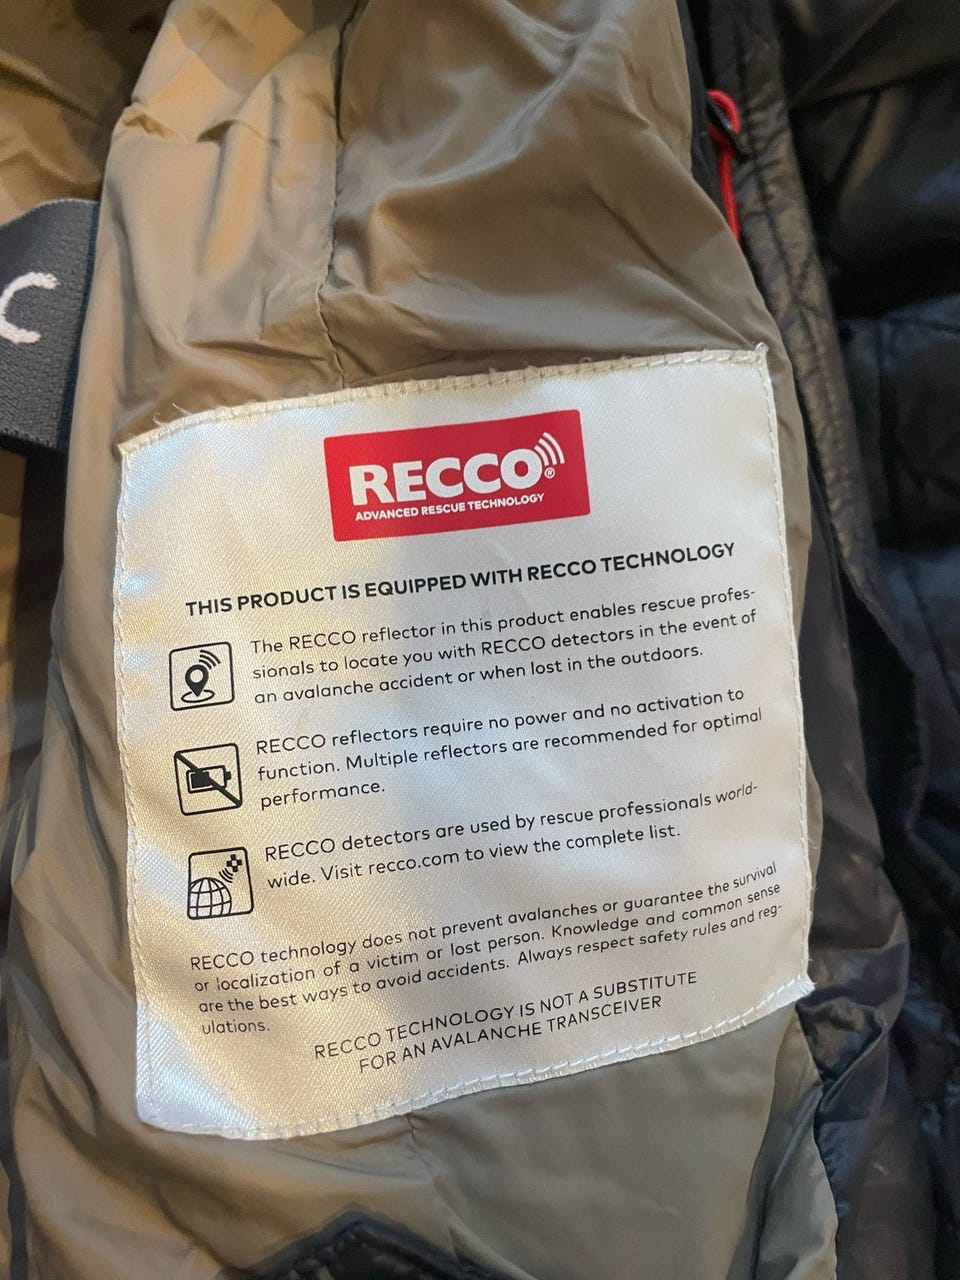 C
RECCO®
ADVANCED RESCUE TECHNOLOGY
THIS PRODUCT IS EQUIPPED WITH RECCO TECHNOLOGY
The RECCO reflector in this product enables rescue profes-
sionals to locate you with RECCO detectors in the event of
an avalanche accident or when lost in the outdoors.
RECCO reflectors require no power and no activation to
function. Multiple reflectors are recommended for optimal
performance.
RECCO detectors are used by rescue professionals world-
wide. Visit recco.com to view the complete list.
RECCO technology does not prevent avalanches or guarantee the survival
or localization of a victim or lost person. Knowledge and common sense
are the best ways to avoid accidents. Always respect safety rules and reg-
ulations.
RECCO TECHNOLOGY IS NOT A SUBSTITUTE
FOR AN AVALANCHE TRANSCEIVER